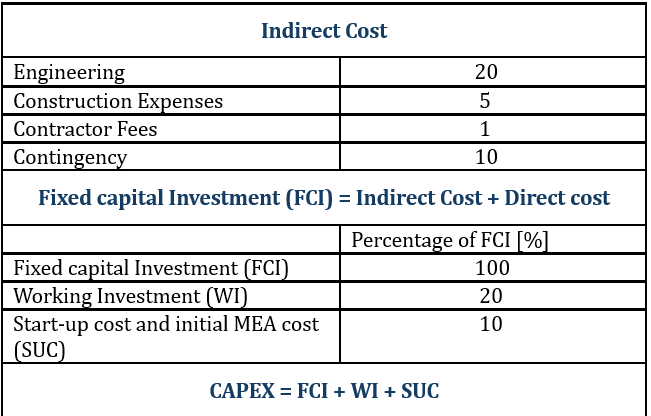 Indirect Cost
Engineering 20
Construction Expenses 5
Contractor Fees 1
Contingency 10
Fixed capital Investment (FCI) = Indirect Cost + Direct cost
Percentage of FCI [%]
Fixed capital Investment (FCI) 100
Working Investment (WI) 20
Start-up cost and initial MEA cost 10
(SUC)
CAPEX = FCI + WI + SUC